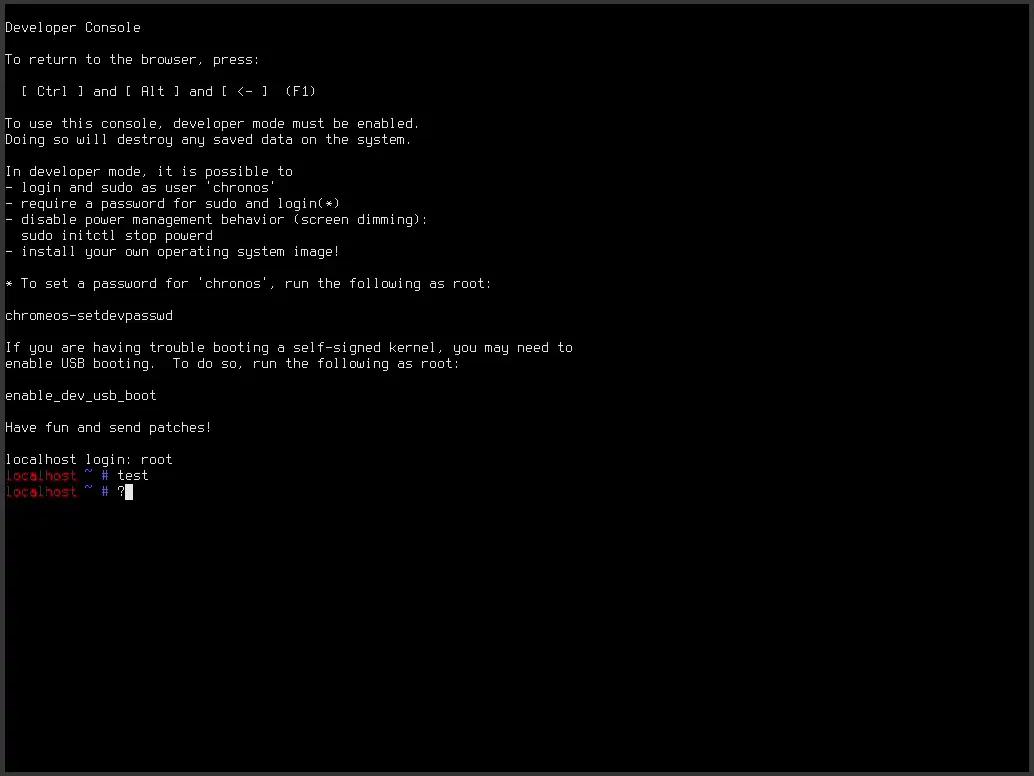 Developer Console
To return to the browser, press:
[ Ctrl ] and [ Alt ] and [ <- ]  (F1)
To use this console, developer mode must be enabled.
Doing so will destroy any saved data on the system.
In developer mode, it is possible to
- login and sudo as user 'chronos'
- require a password for sudo and login(*)
- disable power management behavior (screen dimming):
sudo initctl stop powerd
- install your own operating system image!
* To set a password for 'chronos', run the following as root:
chromeos-setdevpasswd
If you are having trouble booting a self-signed kernel, you may need to
enable USB booting.  To do so, run the following as root:
enable_dev_usb_boot
Have fun and send patches!
localhost login: root
localhost ~ # test
localhost ~ # ?